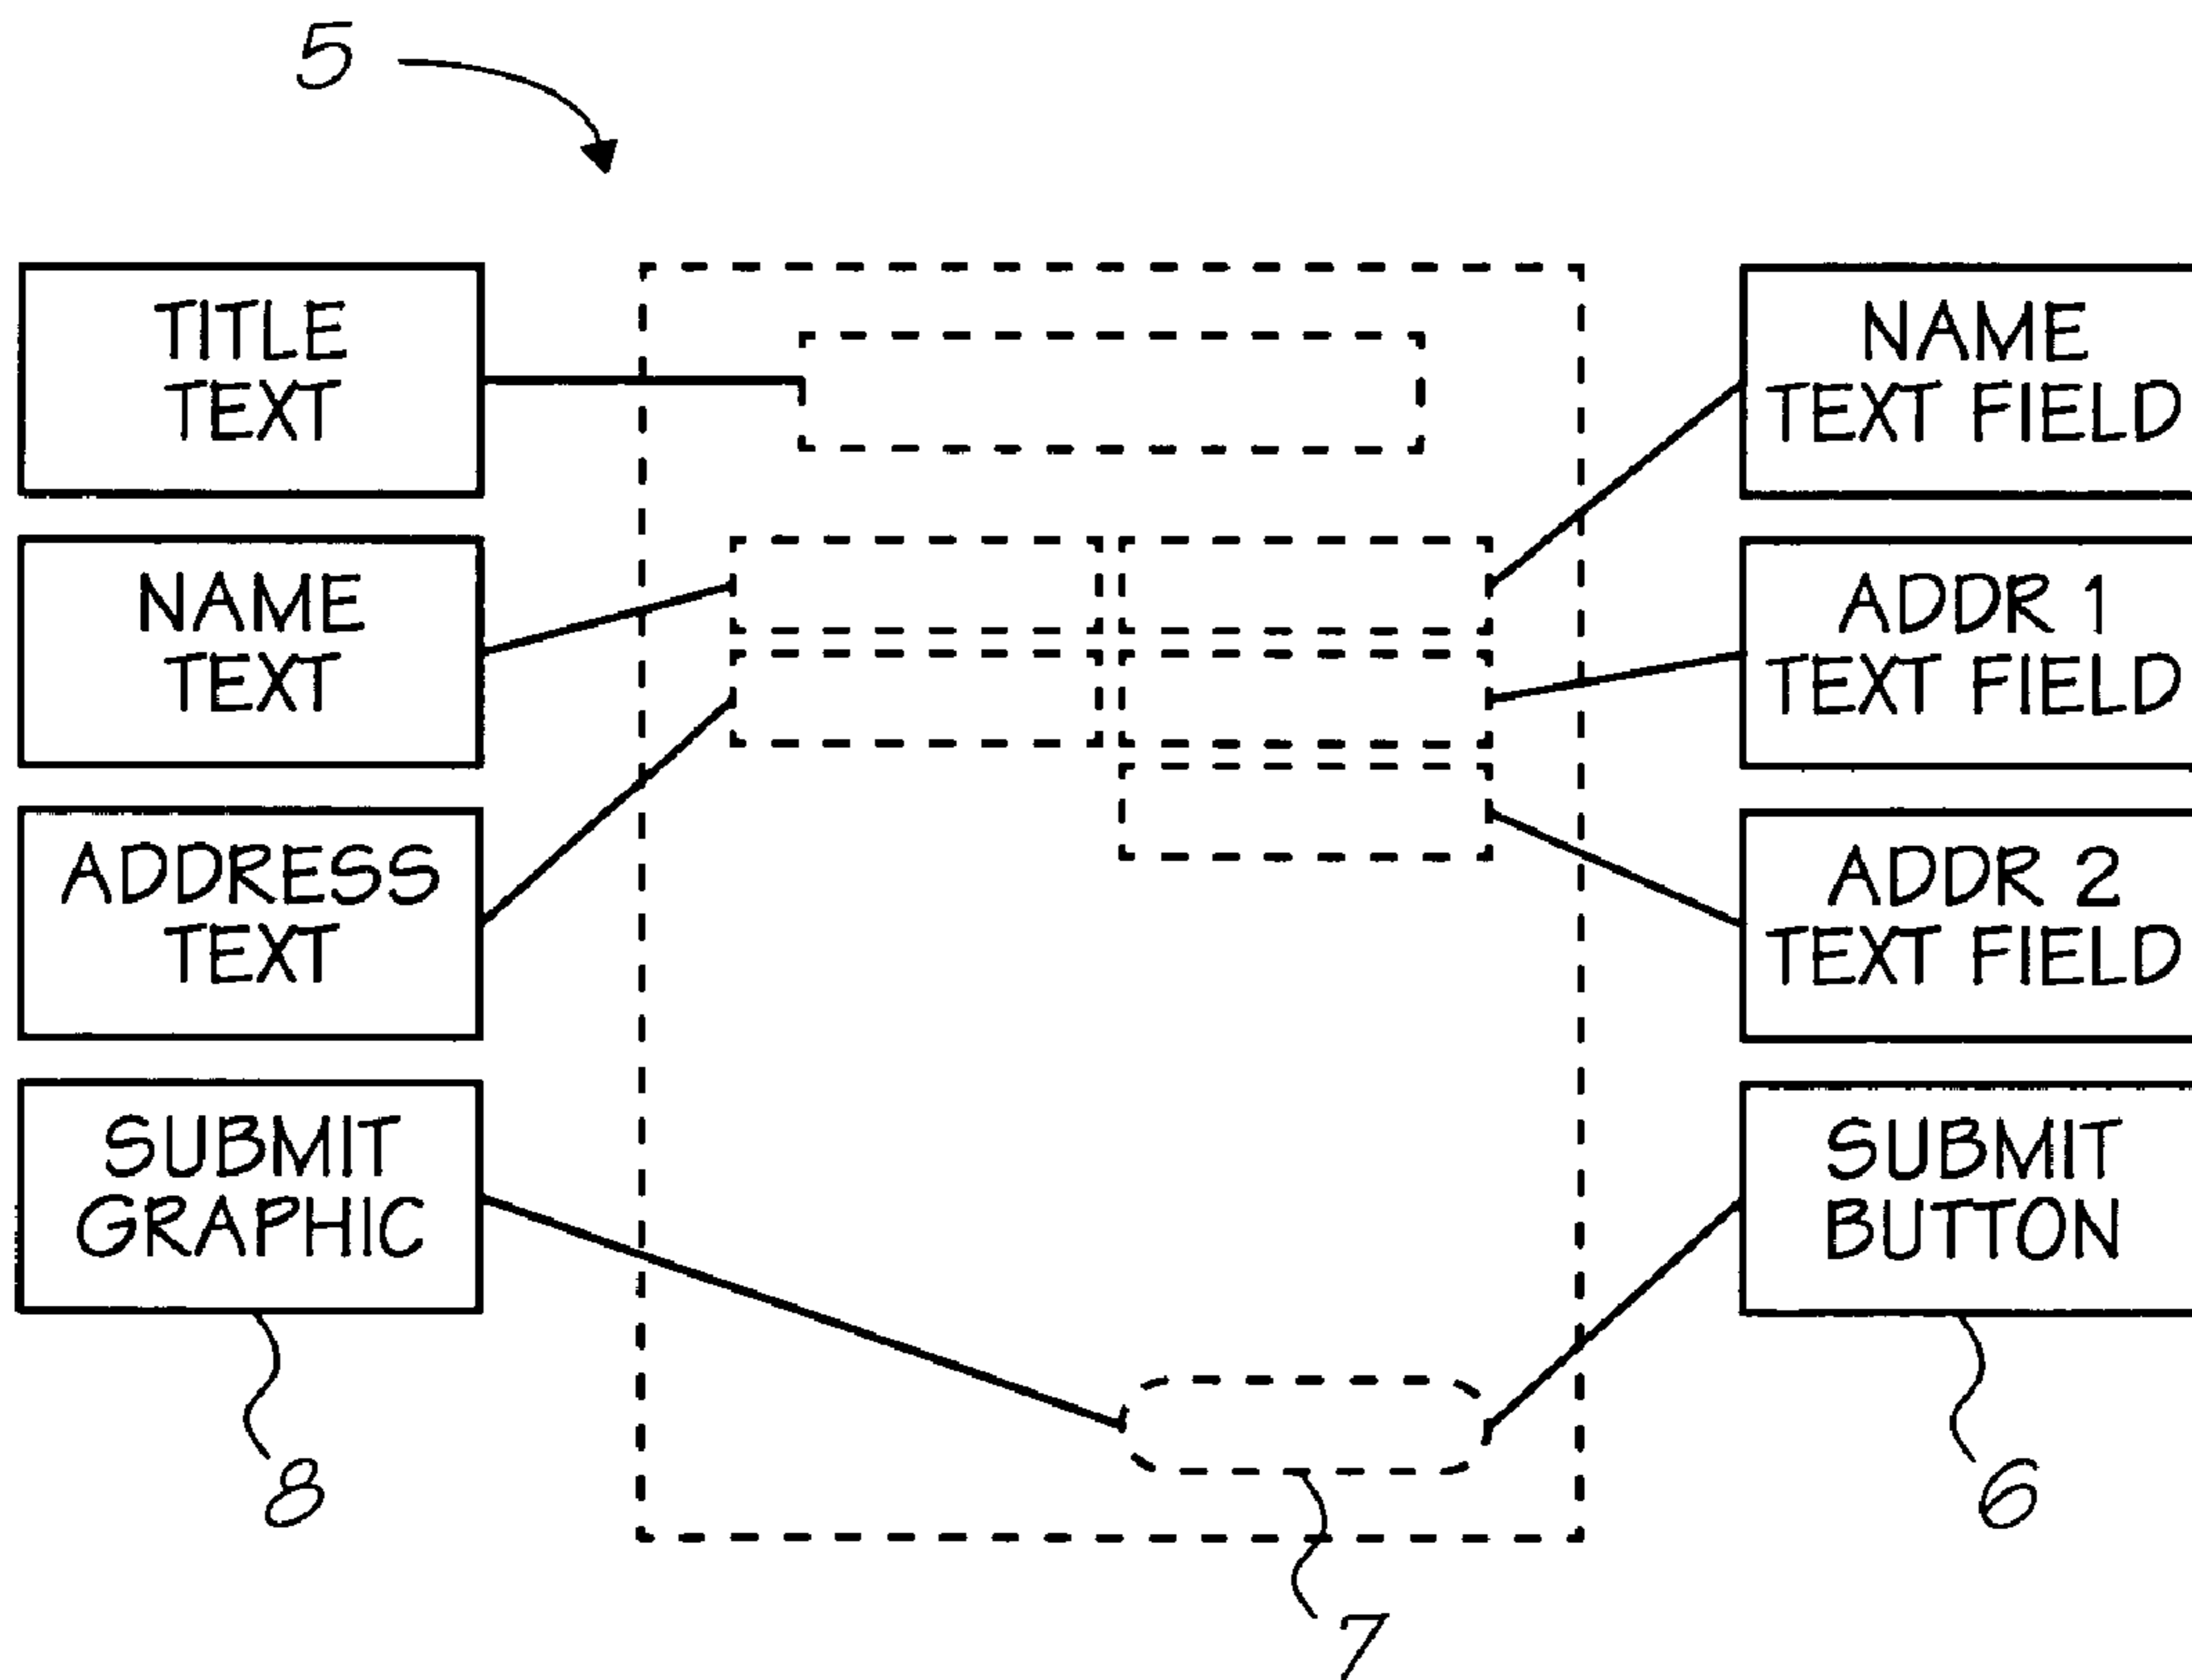 5
TITLE
TEXT
NAME
TEXT FIELD
NAME
TEXT
ADDR 1
TEXT FIELD
ADDRESS
TEXT
ADDR 2
TEXT FIELD
SUBMIT
GRAPHIC
SUBMIT
BUTTON
8
6
7